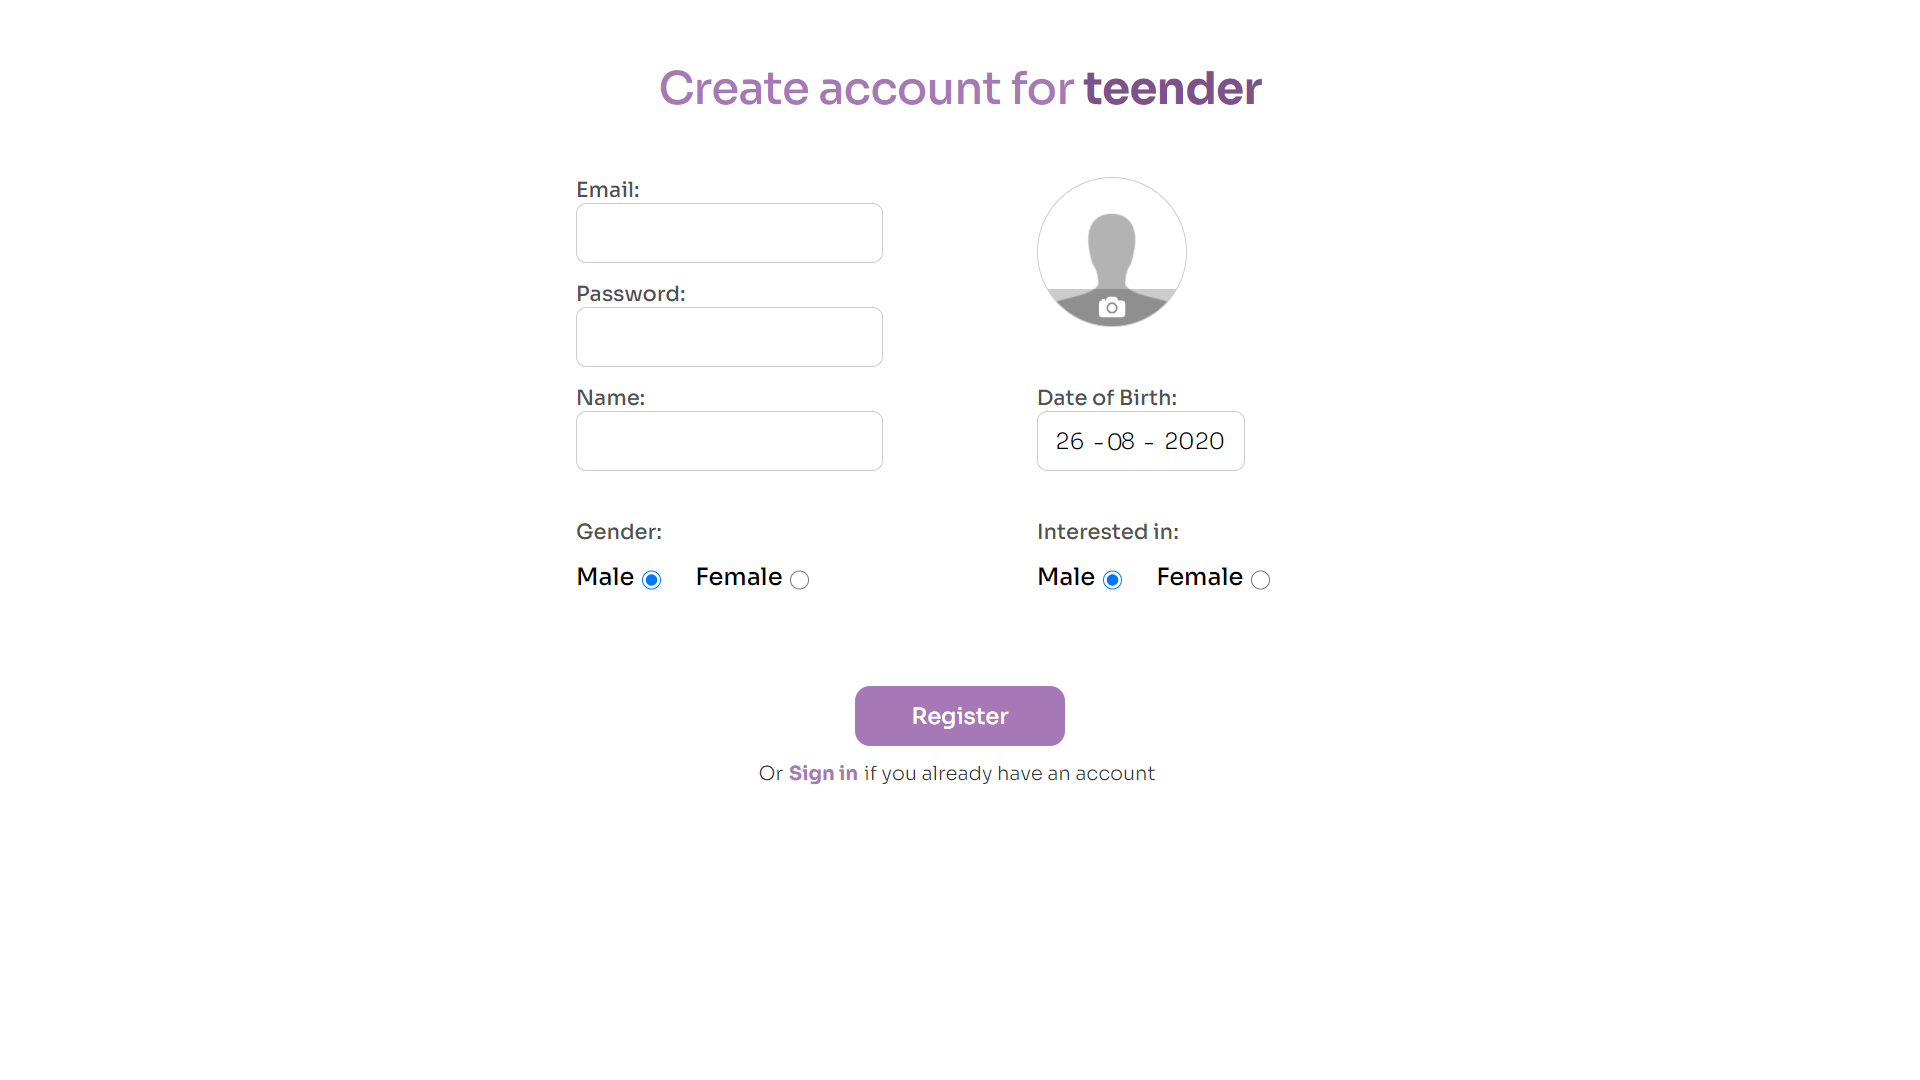 Create account for teender
Email:
Password:
Name:
Date of Birth:
26 - 08 - 2020
Gender:
Male Female
Interested in:
Male Female
Register
Or Sign in if you already have an account